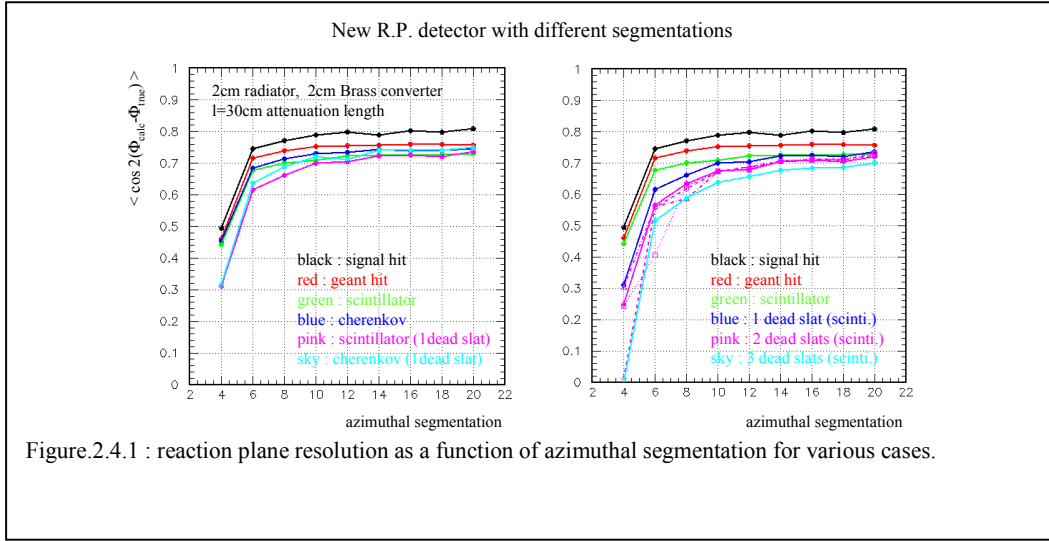 New R.P. detector with different segmentations
< cos 2(Φcalc-Φtrue) >
1
0.9
0.8
0.7
0.6
0.5
0.4
0.3
0.2
0.1
0
2cm radiator, 2cm Brass converter
l=30cm attenuation length
black : signal hit
red : geant hit
green : scintillator
blue : cherenkov
pink : scintillator (1dead slat)
sky : cherenkov (1dead slat)
2 4 6 8 10 12 14 16 18 20 22
azimuthal segmentation
1
0.9
0.8
0.7
0.6
0.5
0.4
0.3
0.2
0.1
0
black : signal hit
red : geant hit
green : scintillator
blue : 1 dead slat (scinti.)
pink : 2 dead slats (scinti.)
sky : 3 dead slats (scinti.)
2 4 6 8 10 12 14 16 18 20 22
azimuthal segmentation
Figure.2.4.1 : reaction plane resolution as a function of azimuthal segmentation for various cases.